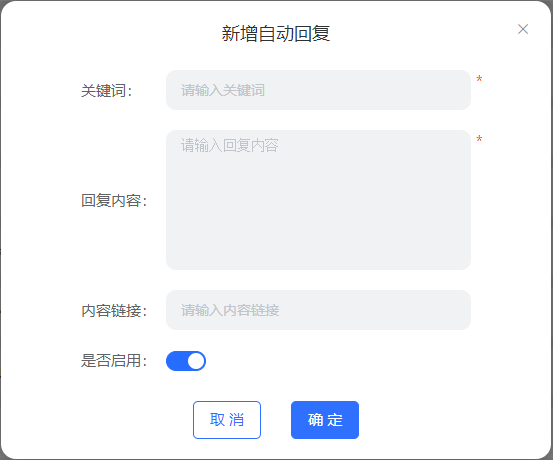 新增自动回复
关键词：
请输入关键词
*
请输入回复内容
*
回复内容：
内容链接：
请输入内容链接
是否启用：
取 消
确 定